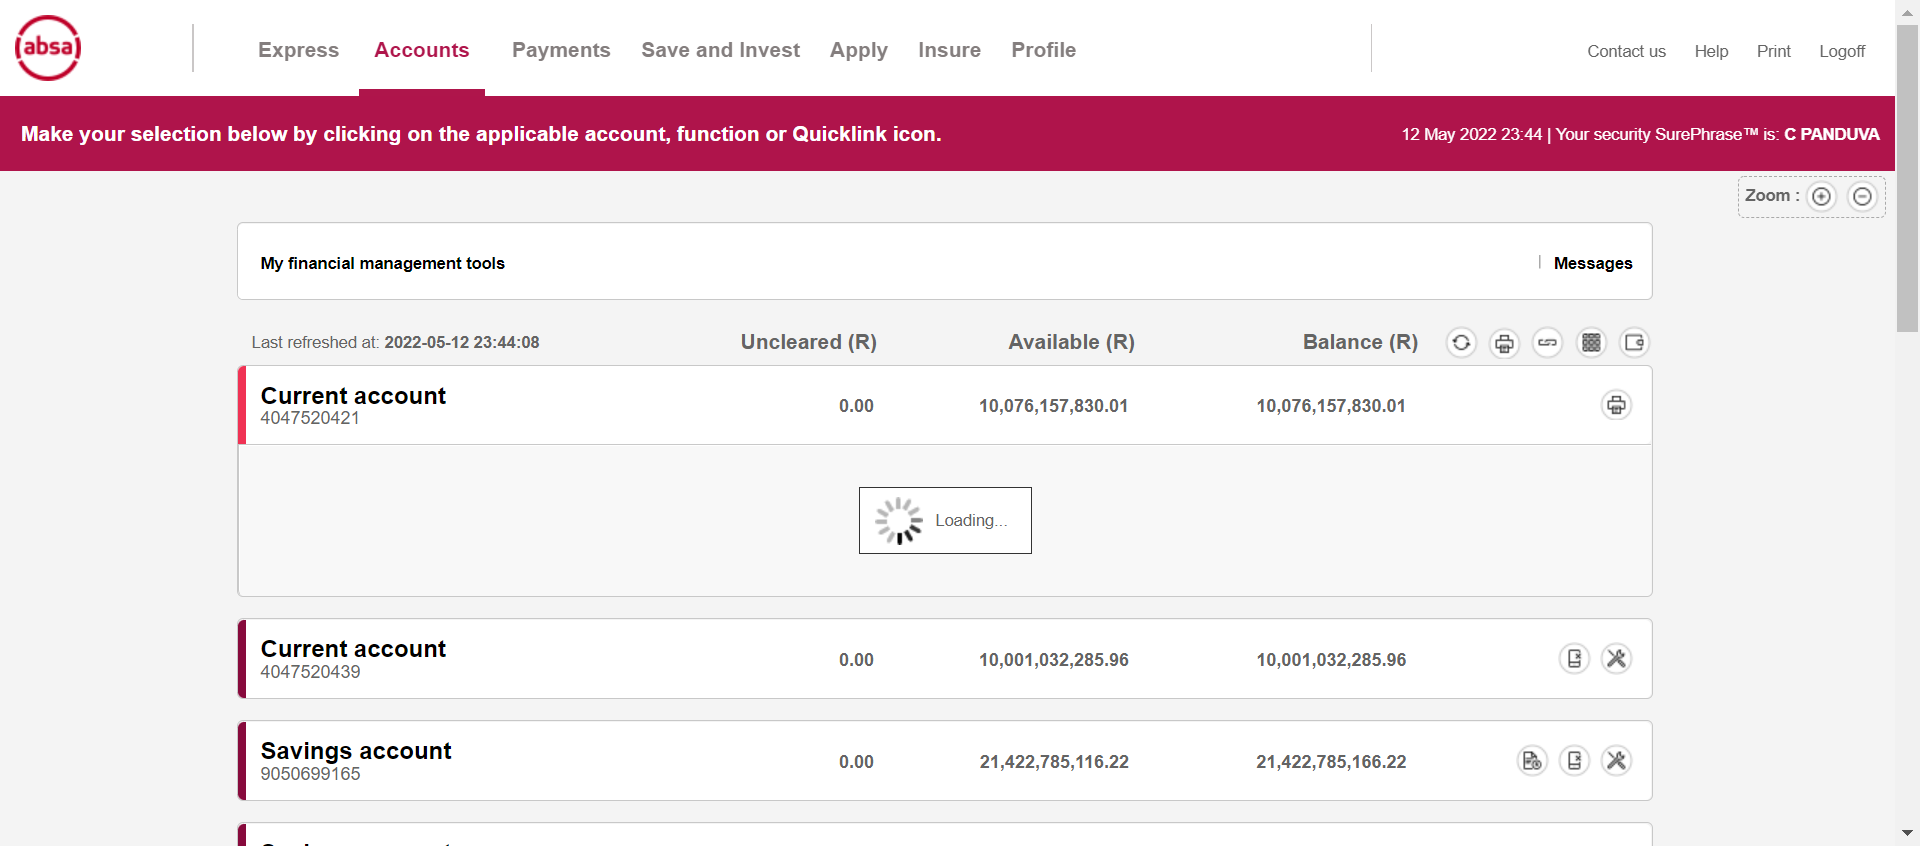 absa
Express Accounts Payments Save and Invest Apply Insure Profile
Contact us Help Print Logoff
Make your selection below by clicking on the applicable account, function or Quicklink icon.
12 May 2022 23:44 | Your security SurePhrase™ is: C PANDUVA
Zoom :
My financial management tools
Messages
Last refreshed at: 2022-05-12 23:44:08 Uncleared (R) Available (R) Balance (R)
Current account
4047520421
0.00 10,076,157,830.01 10,076,157,830.01
Loading...
Current account
4047520439
0.00 10,001,032,285.96 10,001,032,285.96
Savings account
9050699165
0.00 21,422,785,116.22 21,422,785,166.22